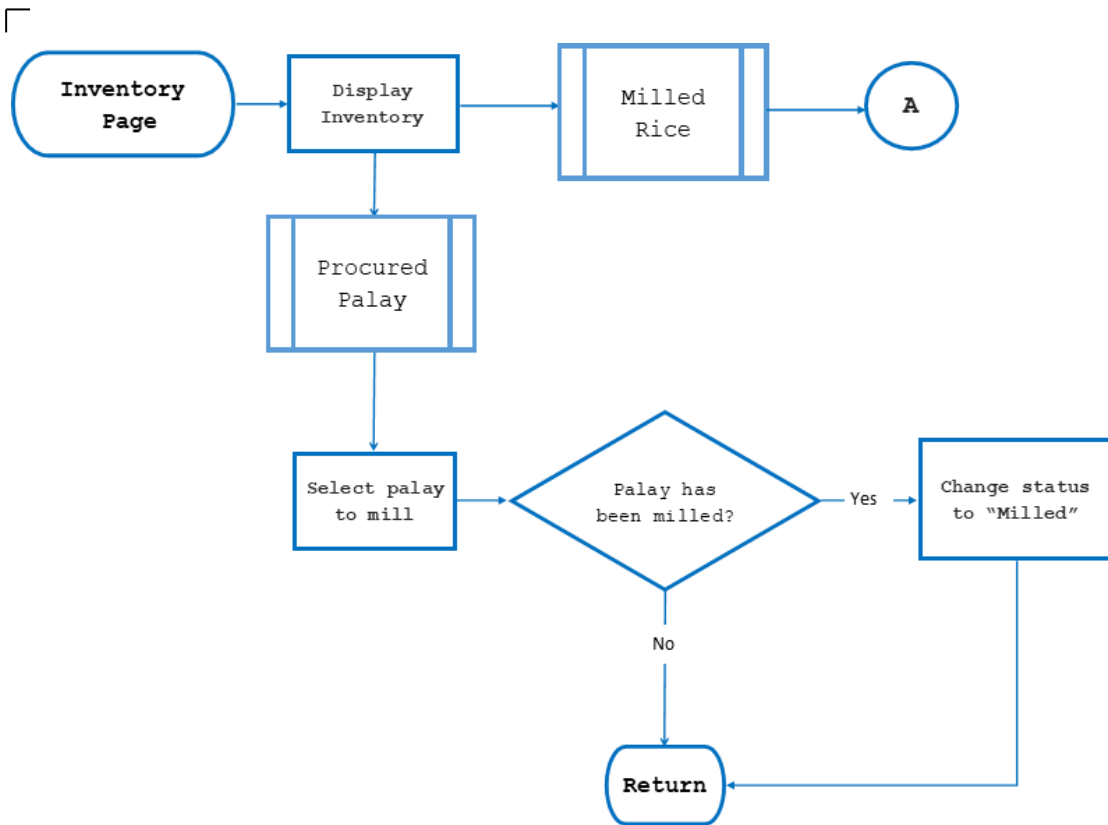 Inventory
Page
Display
Inventory
Milled
Rice
A
Procured
Palay
Select palay
to mill
Palay has
been milled?
Yes
Change status
to “Milled”
No
Return